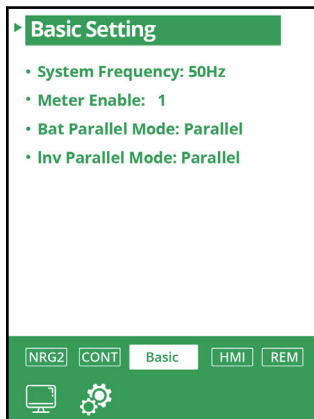 Basic Setting
• System Frequency: 50Hz
• Meter Enable: 1
• Bat Parallel Mode: Parallel
• Inv Parallel Mode: Parallel
NRG2 CONT Basic HMI REM